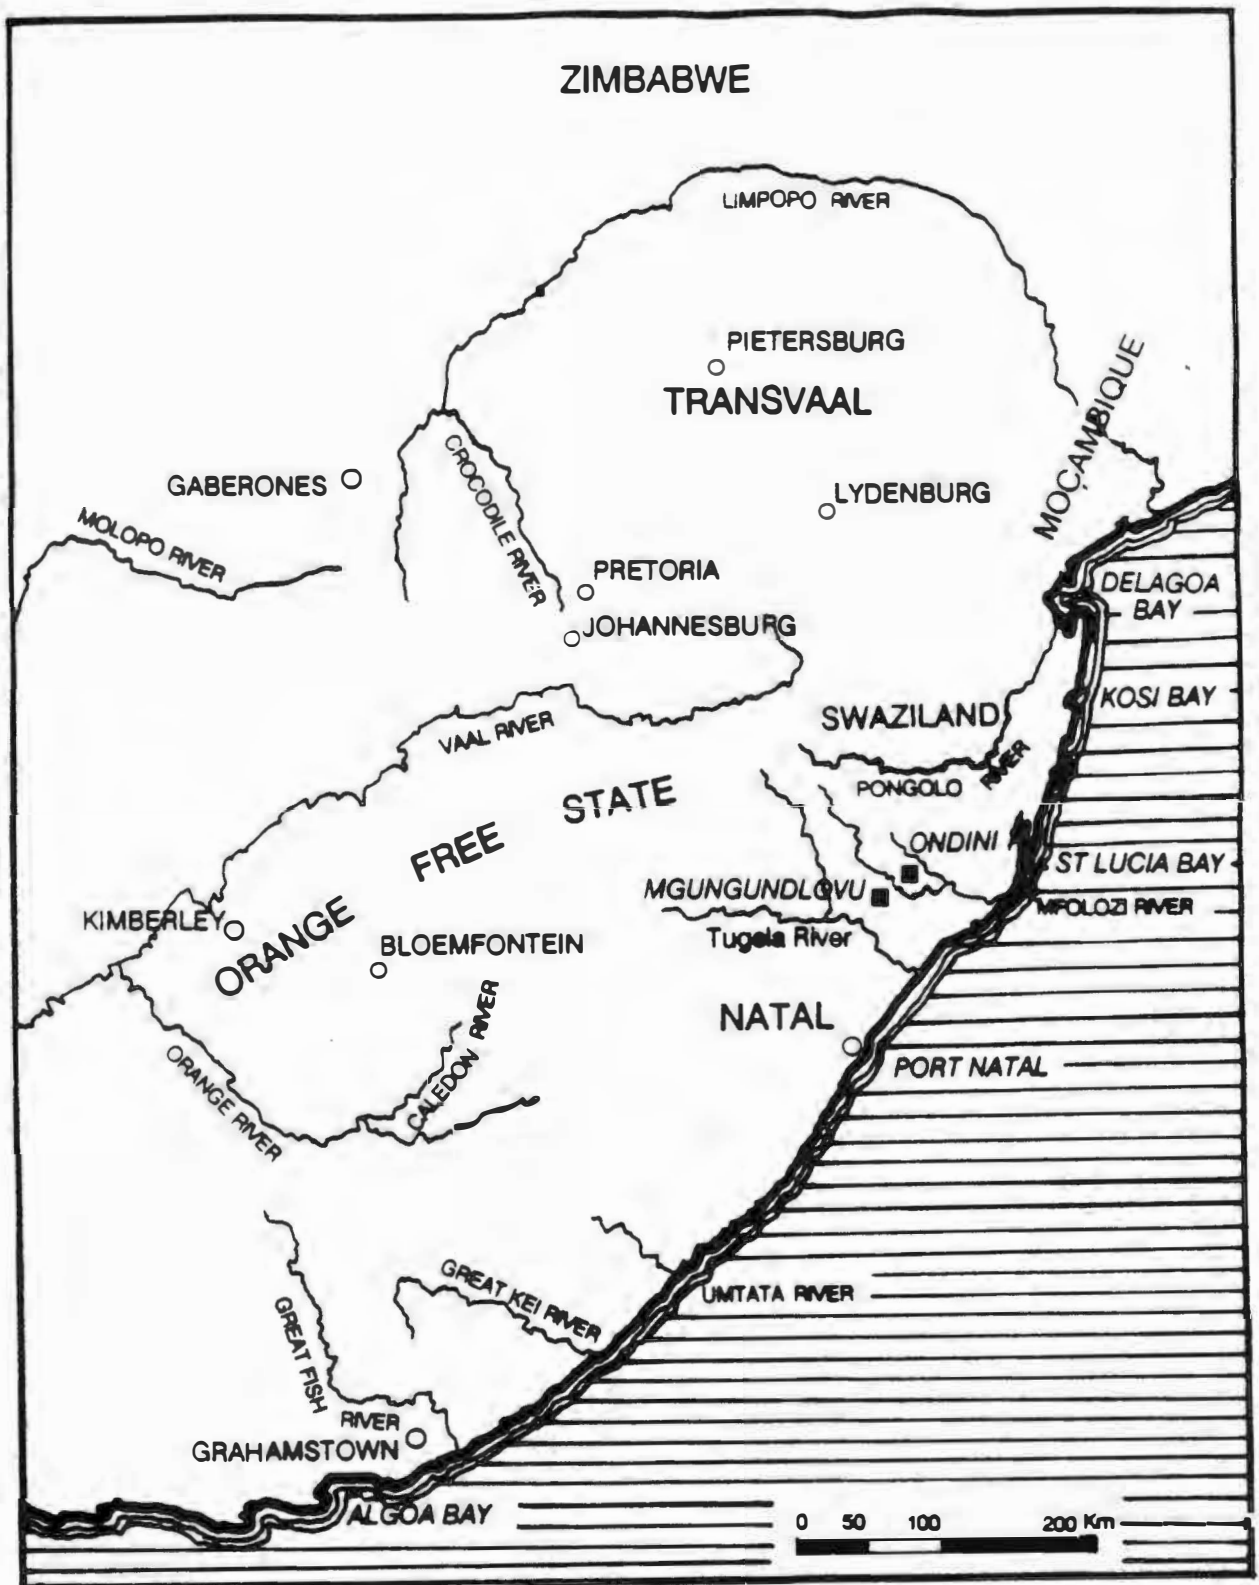 ZIMBABWE
LIMPOPO RIVER
PIETERSBURG
TRANSVAAL
MOÇAMBIQUE
GABERONES
CROCODILE RIVER
LYDENBURG
MOLOPO RIVER
PRETORIA
DELAGOA
BAY
JOHANNESBURG
KOSI BAY
SWAZILAND
VAAL RIVER
PONGOLO RIVER
ORANGE FREE STATE
ONDINI
ST LUCIA BAY
MGUNGUNDLOVU
MFOLOZI RIVER
KIMBERLEY
Tugela River
BLOEMFONTEIN
NATAL
CALEDON RIVER
ORANGE RIVER
PORT NATAL
GREAT KEI RIVER
UMTATA RIVER
GREAT FISH
RIVER
GRAHAMSTOWN
ALGOA BAY
0 50 100 200 Km